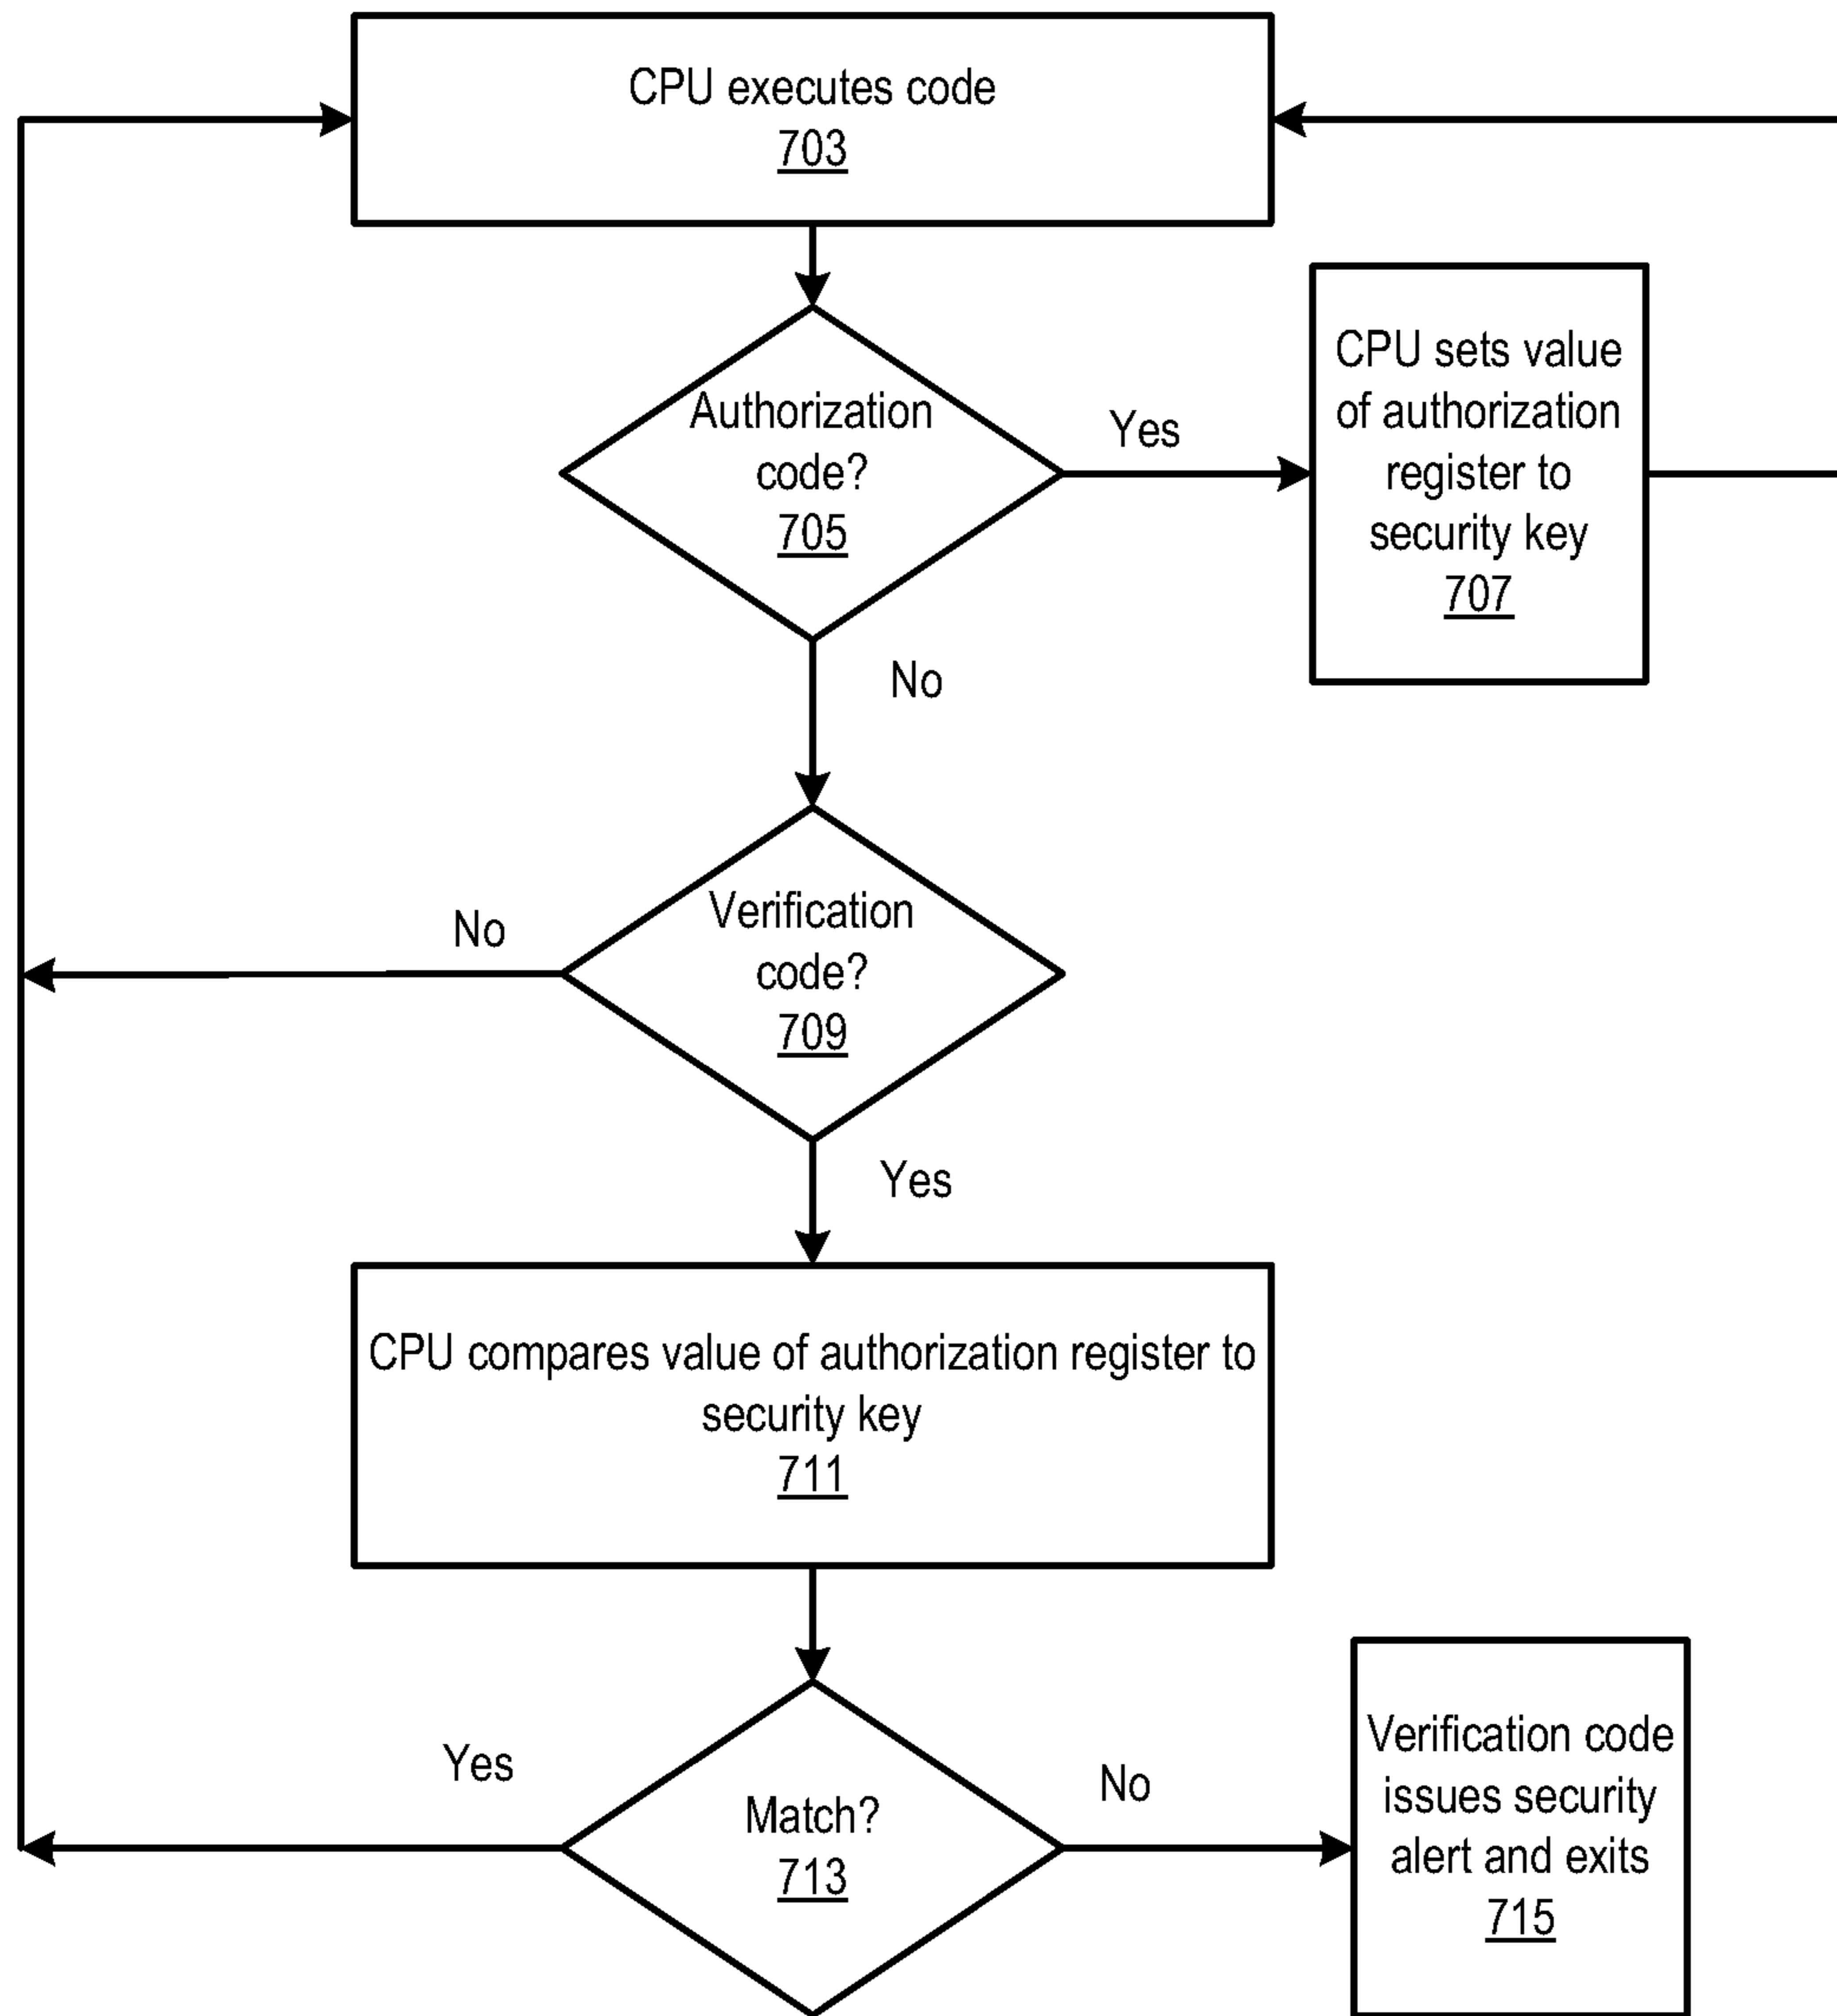 CPU executes code
703
Authorization
code?
705
Yes
CPU sets value
of authorization
register to
security key
707
No
Verification
code?
709
No
Yes
CPU compares value of authorization register to
security key
711
Match?
713
Yes
No
Verification code
issues security
alert and exits
715